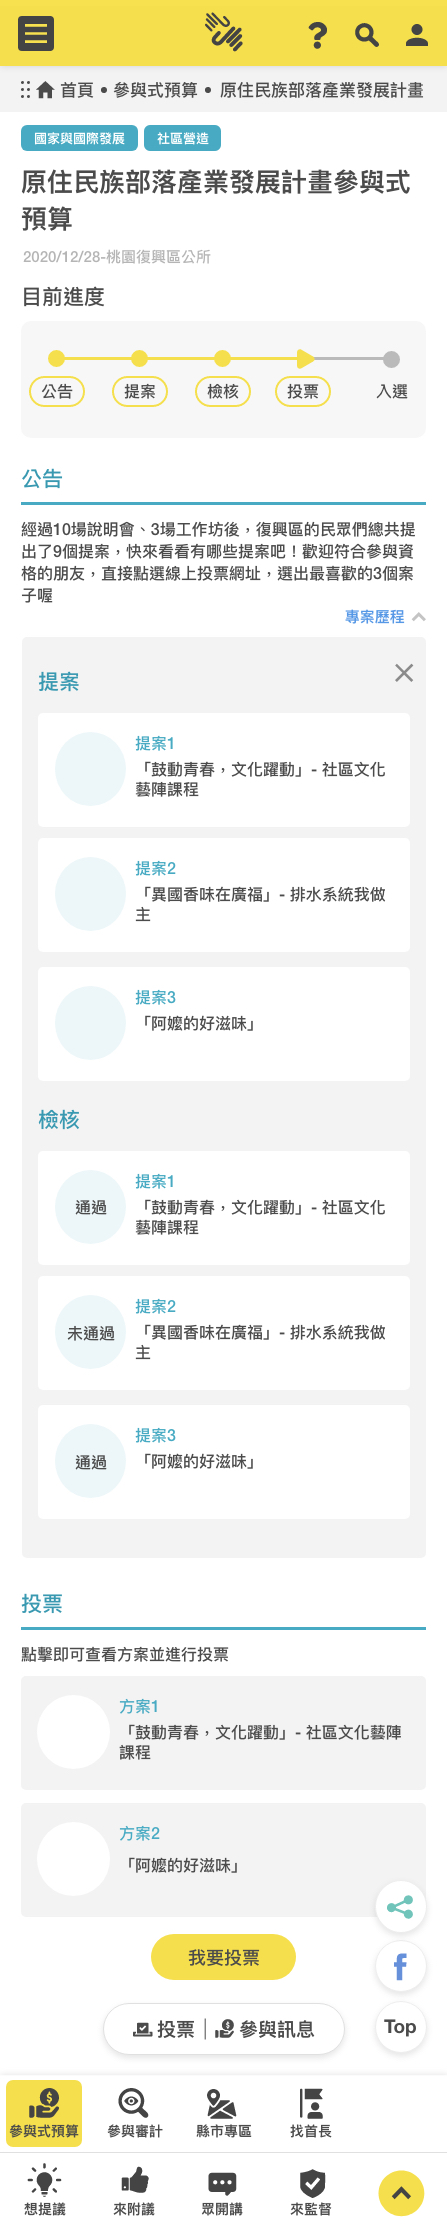 首頁 • 參與式預算 • 原住民族部落產業發展計畫
國家與國際發展 社區營造
原住民族部落產業發展計畫參與式
預算
2020/12/28-桃園復興區公所
目前進度
公告 提案 檢核 投票 入選
公告
經過10場說明會、3場工作坊後，復興區的民眾們總共提
出了9個提案，快來看看有哪些提案吧！歡迎符合參與資
格的朋友，直接點選線上投票網址，選出最喜歡的3個案
子喔
專案歷程
提案
提案1
「鼓動青春，文化躍動」- 社區文化
藝陣課程
提案2
「異國香味在廣福」- 排水系統我做
主
提案3
「阿嬤的好滋味」
檢核
通過
提案1
「鼓動青春，文化躍動」- 社區文化
藝陣課程
未通過
提案2
「異國香味在廣福」- 排水系統我做
主
通過
提案3
「阿嬤的好滋味」
投票
點擊即可查看方案並進行投票
方案1
「鼓動青春，文化躍動」- 社區文化藝陣
課程
方案2
「阿嬤的好滋味」
我要投票
投票｜參與訊息
Top
參與式預算 參與審計 縣市專區 找首長
想提議 來附議 眾開講 來監督